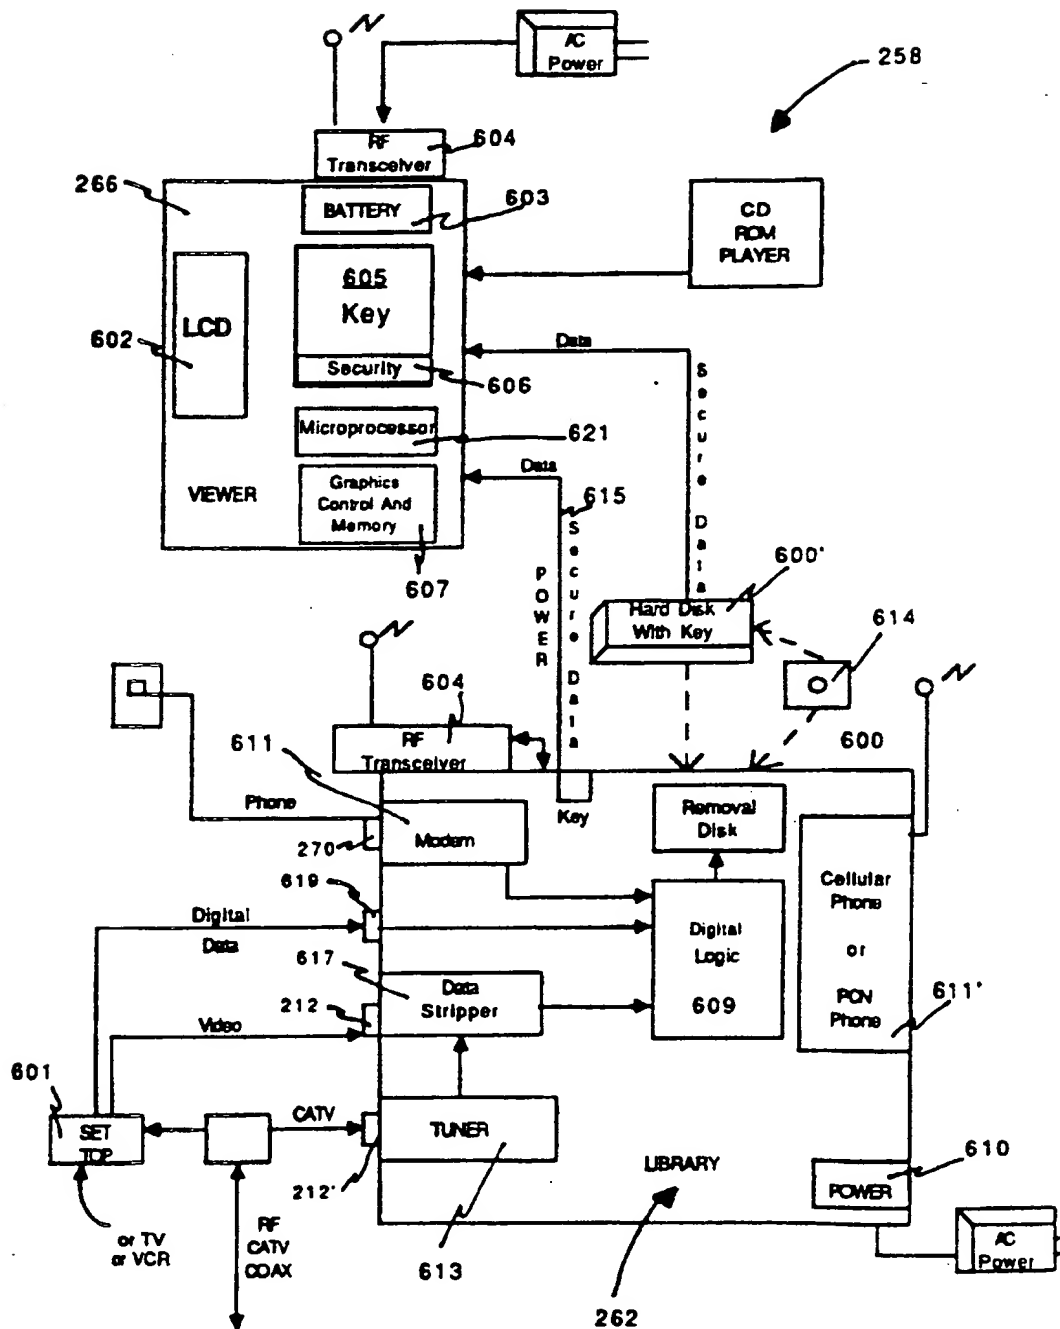 A/C
Power
258
RF
Transceiver
604
266
BATTERY
603
CD
ROM
PLAYER
605
Key
LCD
602
Security
606
Data
Secure Data
Microprocessor
621
Data
615
VIEWER
Graphics
Control And
Memory
607
POWER
Secure Data
600'
Hard Disk
With Key
614
604
600
611
RF
Transceiver
Phone
Key
Removal
Disk
270
Modem
619
Cellular
Phone
or
PCN
Phone
Digital
Data
Digital
Logic
609
617
Data
Stripper
212
611'
Video
601
SET
TOP
CATV
TUNER
LIBRARY
610
POWER
212'
or TV
or VCR
RF
CATV
COAX
613
262
A/C
Power